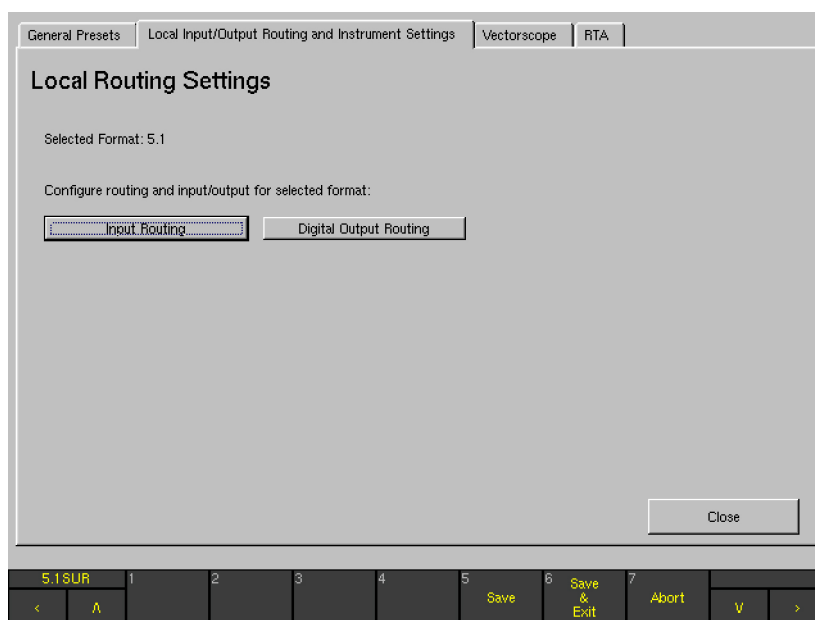 General Presets
Local Input/Output Routing and Instrument Settings
Vectorscope
RTA
Local Routing Settings
Selected Format: 5.1
Configure routing and input/output for selected format:
Input Routing
Digital Output Routing
Close
5.1SUR
1
2
3
4
5
Save
6
Save
&
Exit
7
Abort
<
Λ
V
>